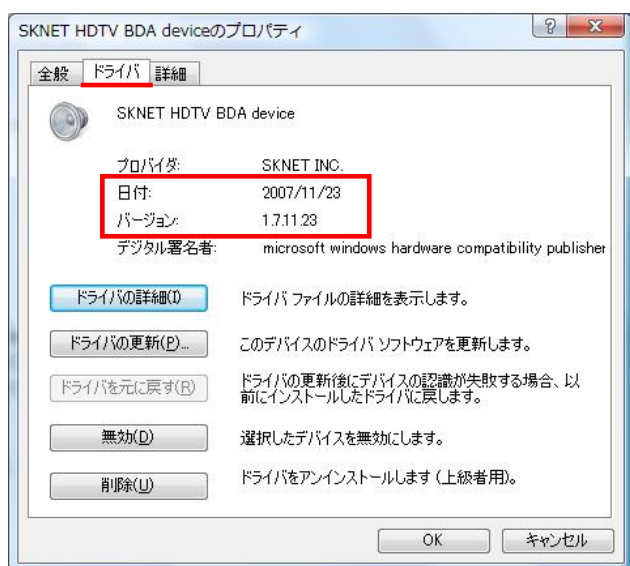 SKNET HDTV BDA deviceのプロパティ
全般 ドライバ 詳細
SKNET HDTV BDA device
プロバイダ: SKNET INC.
日付: 2007/11/23
バージョン: 1.7.11.23
デジタル署名者: microsoft windows hardware compatibility publisher
ドライバの詳細(I) ドライバ ファイルの詳細を表示します。
ドライバの更新(P)... このデバイスのドライバ ソフトウェアを更新します。
ドライバを元に戻す(R) ドライバの更新後にデバイスの認識が失敗する場合、以
前にインストールしたドライバに戻します。
無効(D) 選択したデバイスを無効にします。
削除(U) ドライバをアンインストールします (上級者用)。
OK キャンセル